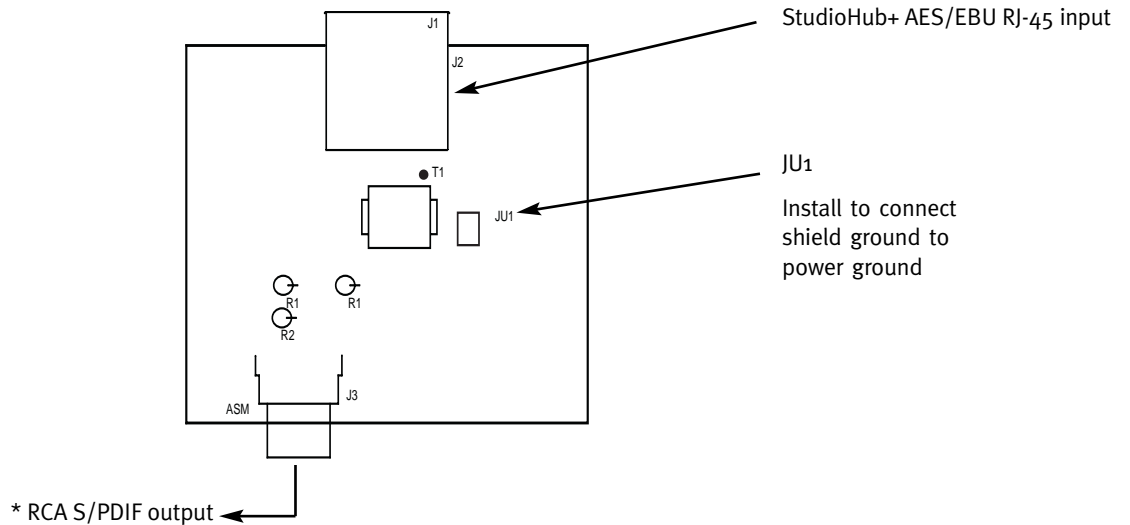 StudioHub+ AES/EBU RJ-45 input
J1
J2
T1
JU1
JU1
Install to connect
shield ground to
power ground
R1
R1
R2
J3
ASM
* RCA S/PDIF output